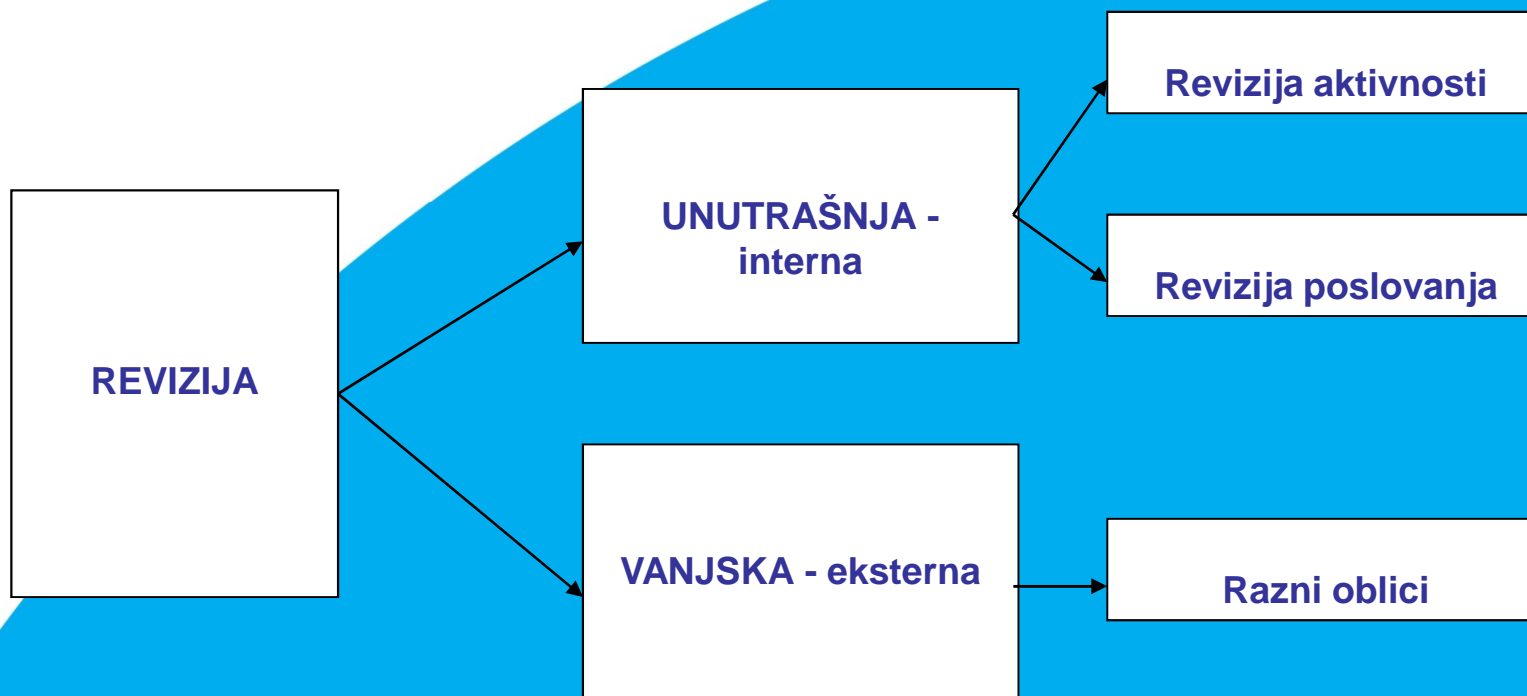 REVIZIJA
UNUTRAŠNJA -
interna
Revizija aktivnosti
Revizija poslovanja
VANJSKA - eksterna
Razni oblici